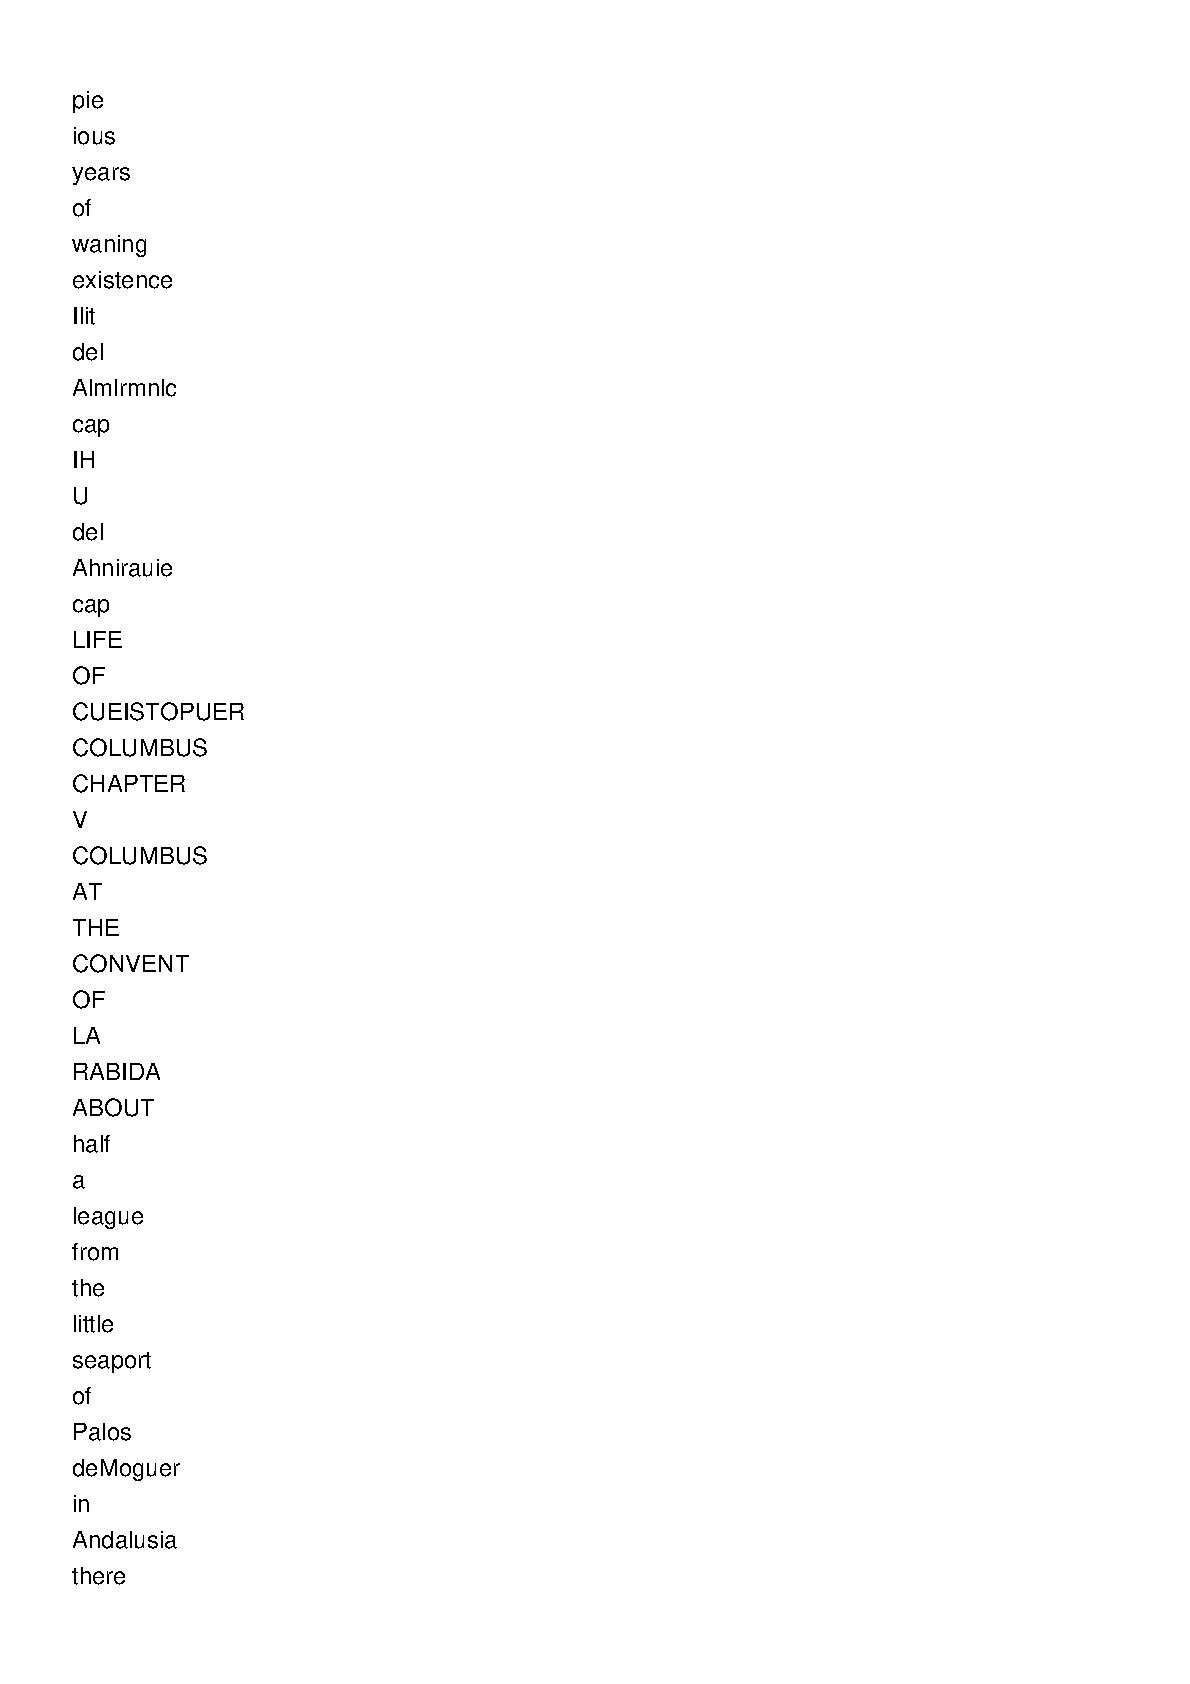 pie
ious
years
of
waning
existence
Ilit
del
Almlrmnlc
cap
IH
U
del
Ahnirauie
cap
LIFE
OF
CUEISTOPUER
COLUMBUS
CHAPTER
V
COLUMBUS
AT
THE
CONVENT
OF
LA
RABIDA
ABOUT
half
a
league
from
the
little
seaport
of
Palos
deMoguer
in
Andalusia
there